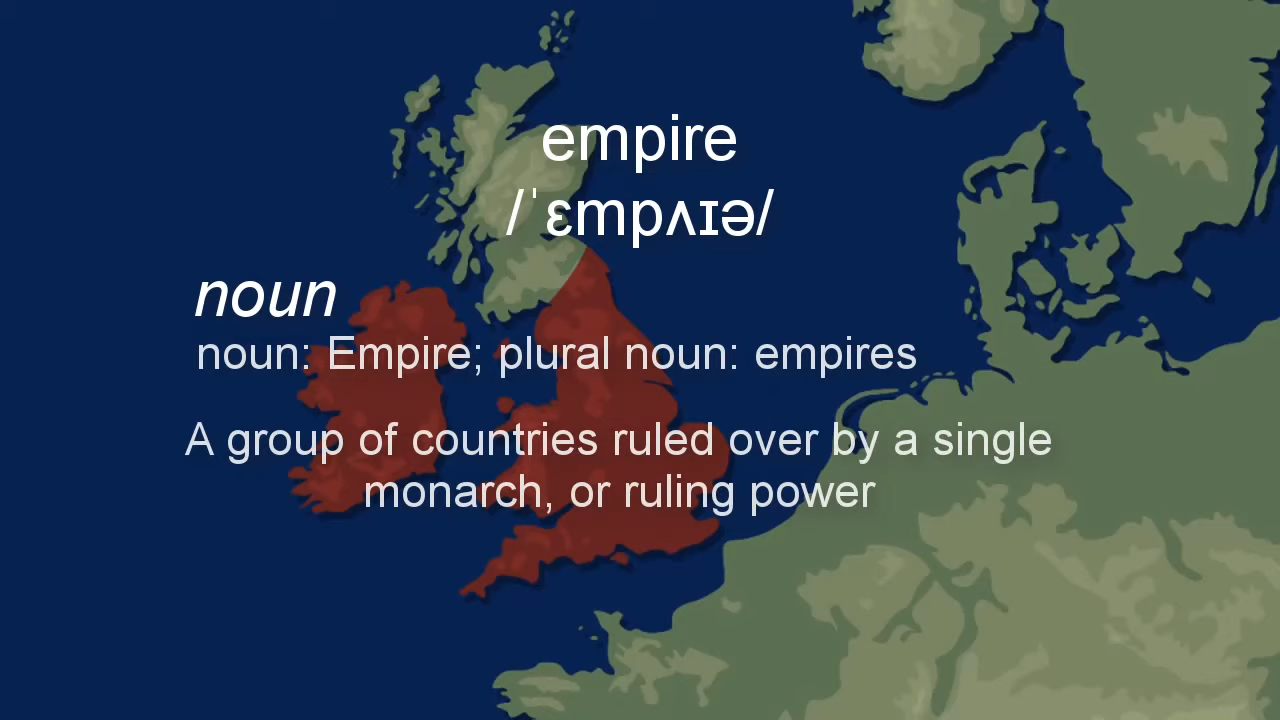 empire
/ˈɛmpʌɪə/
noun
noun: Empire; plural noun: empires
A group of countries ruled over by a single
monarch, or ruling power